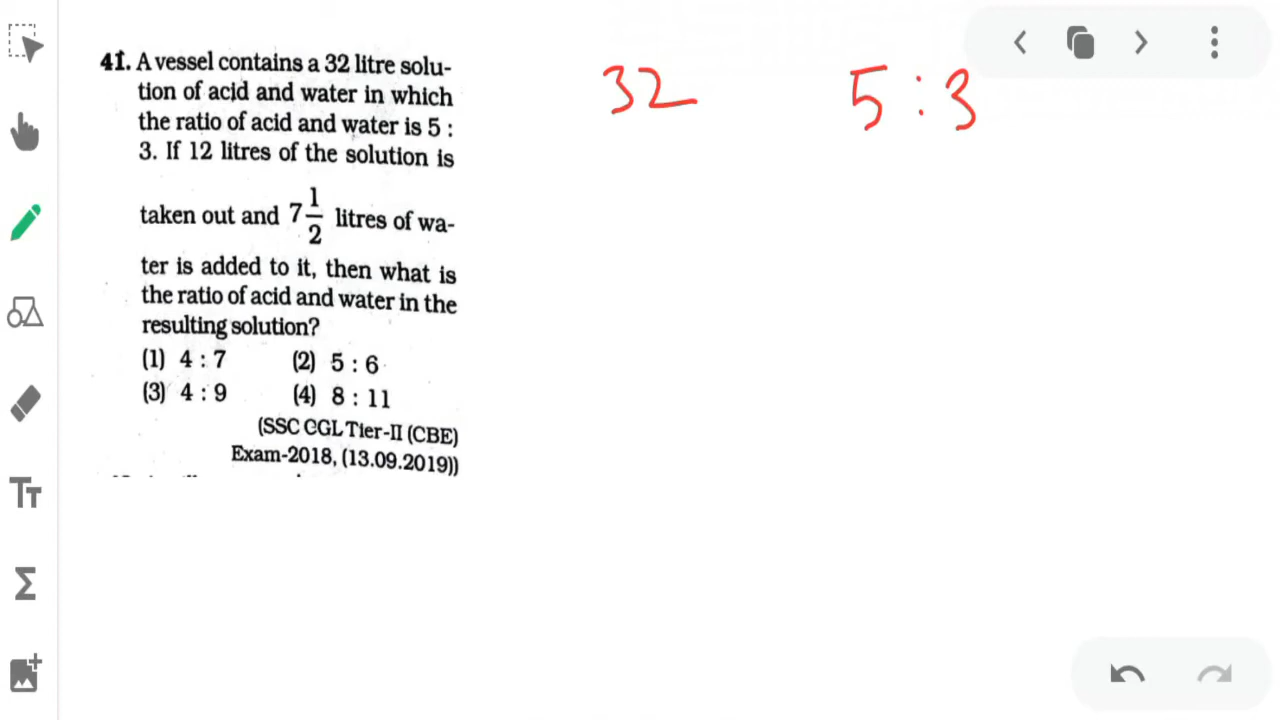 41. A vessel contains a 32 litre solu-
tion of acid and water in which
the ratio of acid and water is 5 :
3. If 12 litres of the solution is
taken out and 7 1/2 litres of wa-
ter is added to it, then what is
the ratio of acid and water in the
resulting solution?
(1) 4 : 7 (2) 5 : 6
(3) 4 : 9 (4) 8 : 11
(SSC CGL Tier-II (CBE)
Exam-2018, (13.09.2019))
32 5 : 3
Tт
Σ